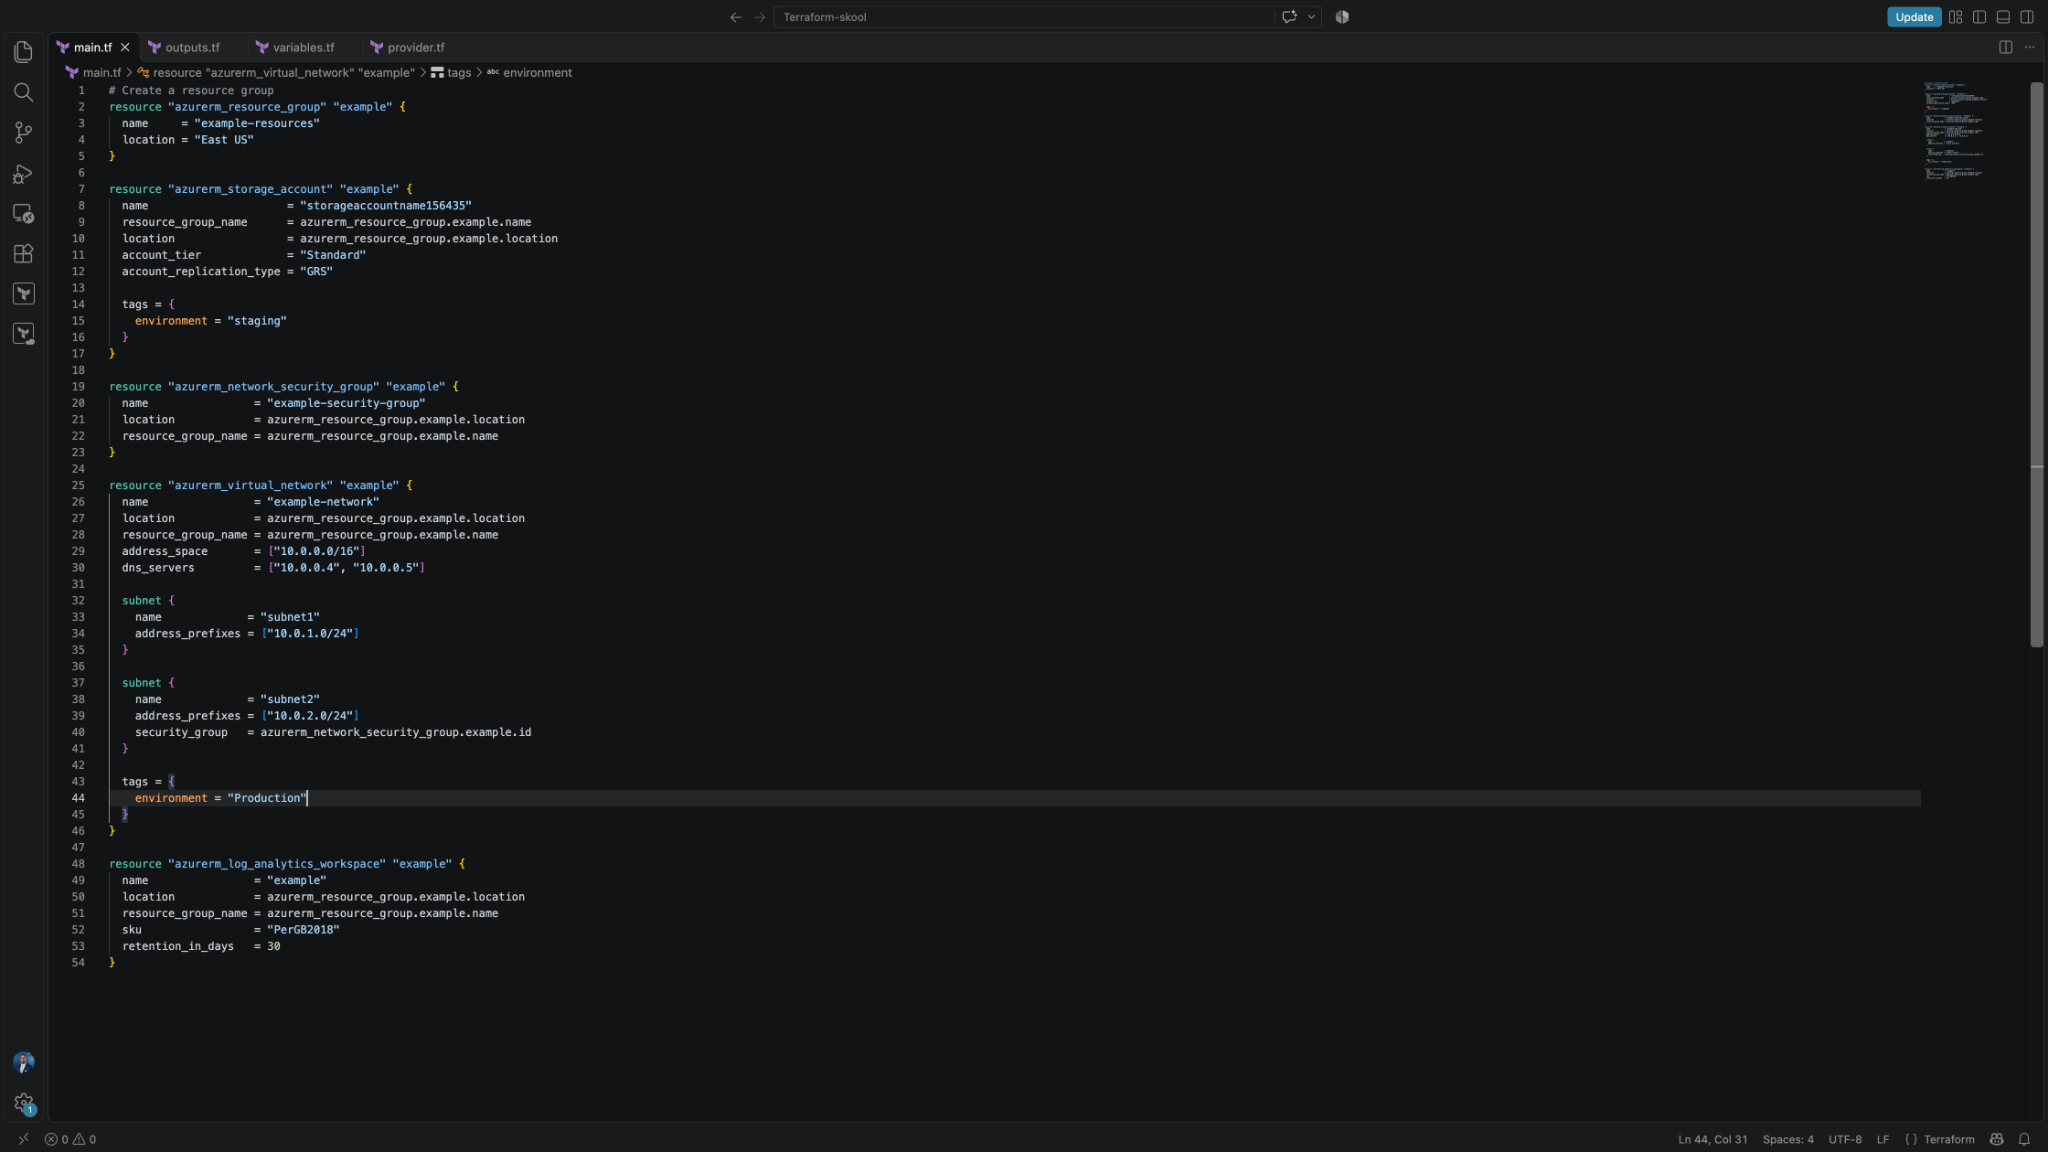 Terraform-skool
Update
main.tf
outputs.tf
variables.tf
provider.tf
main.tf > resource "azurerm_virtual_network" "example" > tags > abc environment
1 # Create a resource group
2 resource "azurerm_resource_group" "example" {
3   name     = "example-resources"
4   location = "East US"
5 }
6
7 resource "azurerm_storage_account" "example" {
8   name                     = "storageaccountname156435"
9   resource_group_name      = azurerm_resource_group.example.name
10   location                 = azurerm_resource_group.example.location
11   account_tier             = "Standard"
12   account_replication_type = "GRS"
13
14   tags = {
15     environment = "staging"
16   }
17 }
18
19 resource "azurerm_network_security_group" "example" {
20   name                = "example-security-group"
21   location            = azurerm_resource_group.example.location
22   resource_group_name = azurerm_resource_group.example.name
23 }
24
25 resource "azurerm_virtual_network" "example" {
26   name                = "example-network"
27   location            = azurerm_resource_group.example.location
28   resource_group_name = azurerm_resource_group.example.name
29   address_space       = ["10.0.0.0/16"]
30   dns_servers         = ["10.0.0.4", "10.0.0.5"]
31
32   subnet {
33     name             = "subnet1"
34     address_prefixes = ["10.0.1.0/24"]
35   }
36
37   subnet {
38     name             = "subnet2"
39     address_prefixes = ["10.0.2.0/24"]
40     security_group   = azurerm_network_security_group.example.id
41   }
42
43   tags = {
44     environment = "Production"
45   }
46 }
47
48 resource "azurerm_log_analytics_workspace" "example" {
49   name                = "example"
50   location            = azurerm_resource_group.example.location
51   resource_group_name = azurerm_resource_group.example.name
52   sku                 = "PerGB2018"
53   retention_in_days   = 30
54 }
1
0 0
Ln 44, Col 31
Spaces: 4
UTF-8
LF
{ } Terraform